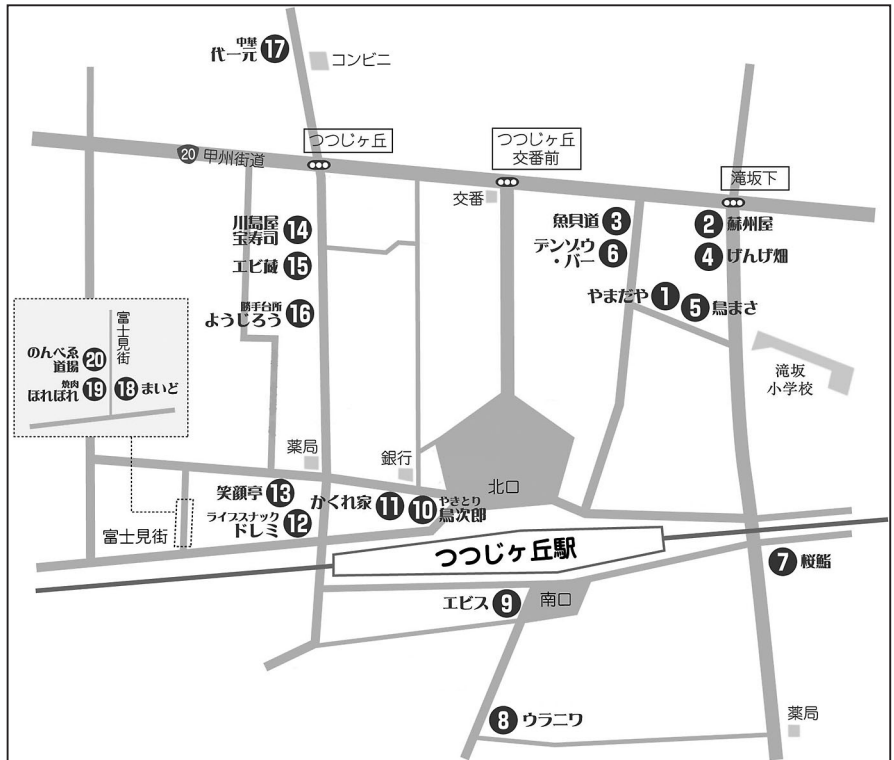 中華
代一元
17
コンビニ
20
甲州街道
つつじヶ丘
つつじヶ丘
交番前
滝坂下
交番
川島屋
宝寿司
14
エビ蔵
15
勝手台所
ようじろう
16
魚貝道
3
デンゾウ
・バー
6
2
蘇州屋
4
げんげ畑
やまだや
1
5
鳥まさ
滝坂
小学校
富士見街
のんべゑ
道場
20
焼肉
ほれぼれ
19
18
まいど
薬局
銀行
北口
笑顔亭
13
ライブスナック
ドレミ
12
かくれ家
11
10
やきとり
鳥次郎
富士見街
つつじヶ丘駅
7
桜鮨
エビス
9
南口
8
ウラニワ
薬局